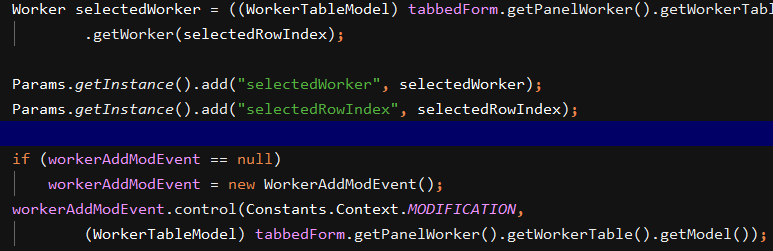 Worker selectedWorker = ((WorkerTableModel) tabbedForm.getPanelWorker().getWorkerTabl
.getWorker(selectedRowIndex);
Params.getInstance().add("selectedWorker", selectedWorker);
Params.getInstance().add("selectedRowIndex", selectedRowIndex);
if (workerAddModEvent == null)
workerAddModEvent = new WorkerAddModEvent();
workerAddModEvent.control(Constants.Context.MODIFICATION,
(WorkerTableModel) tabbedForm.getPanelWorker().getWorkerTable().getModel());